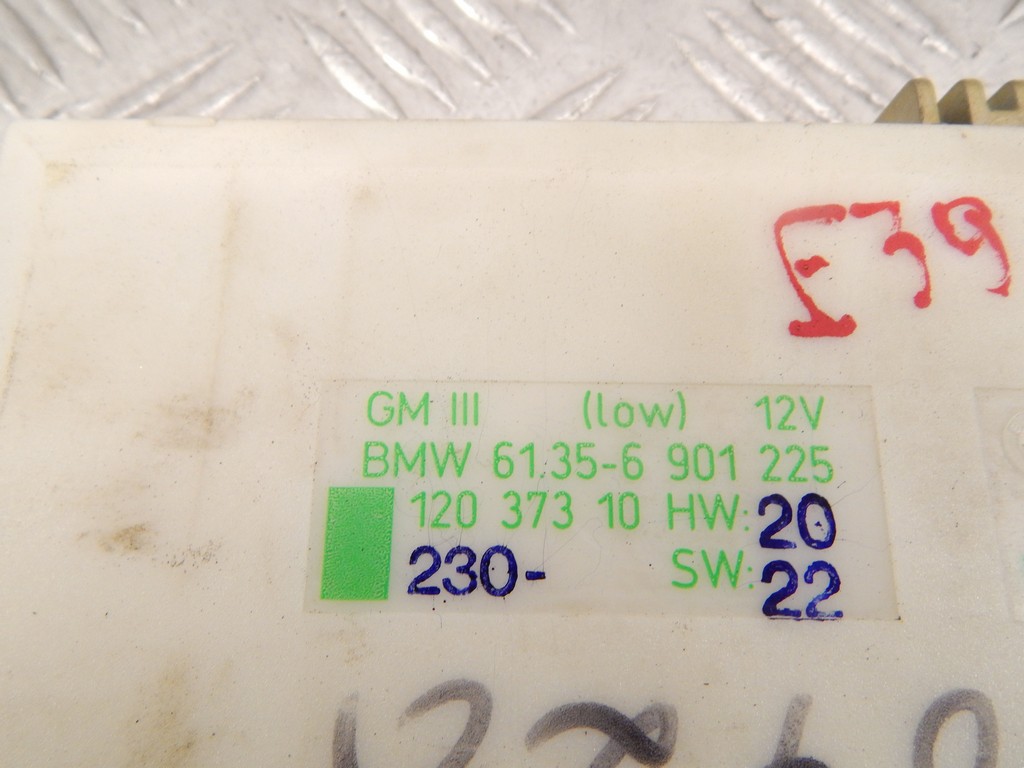 E39
GM III (low) 12V
BMW 61.35-6 901 225
120 373 10 HW: 20
230- SW: 22